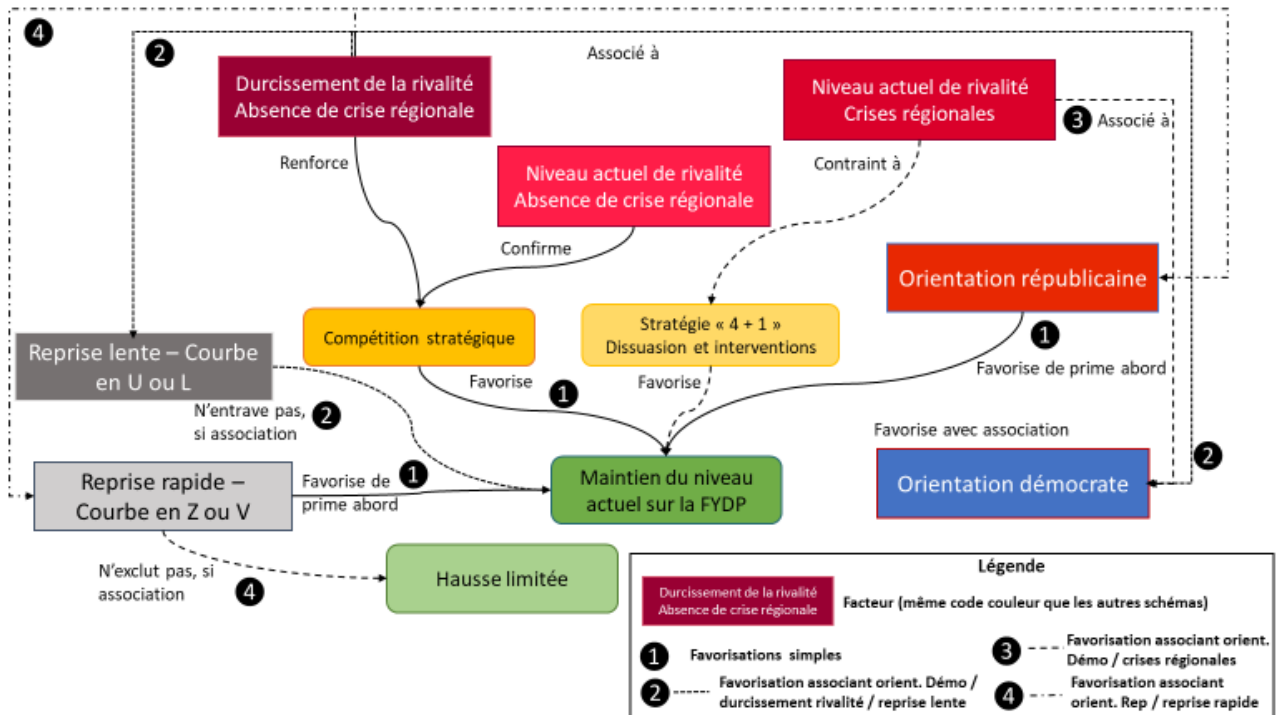 4
2
Associé à
Durcissement de la rivalité
Absence de crise régionale
Niveau actuel de rivalité
Crises régionales
3
Associé à
Renforce
Contraint à
Niveau actuel de rivalité
Absence de crise régionale
Confirme
Orientation républicaine
Compétition stratégique
Stratégie « 4 + 1 »
Dissuasion et interventions
1
Reprise lente – Courbe
en U ou L
Favorise
1
Favorise
Favorise de prime abord
N’entrave pas,
si association
2
Favorise avec association
2
Reprise rapide –
Courbe en Z ou V
Favorise de
prime abord
1
Maintien du niveau
actuel sur la FYDP
Orientation démocrate
N’exclut pas, si
association
4
Hausse limitée
Légende
Durcissement de la rivalité
Absence de crise régionale
Facteur (même code couleur que les autres schémas)
1
Favorisations simples
2
Favorisation associant orient. Démo /
durcissement rivalité / reprise lente
3
Favorisation associant orient.
Démo / crises régionales
4
Favorisation associant
orient. Rep / reprise rapide